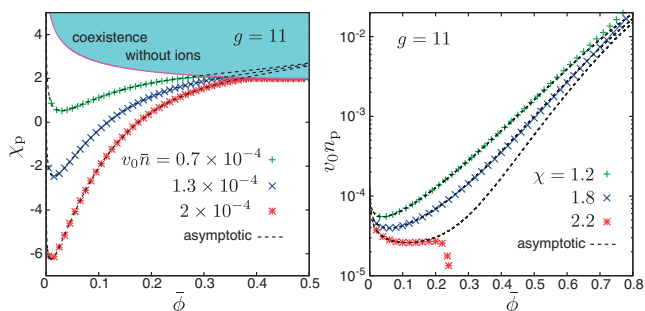 coexistence
without ions
g = 11
χ_p
6
4
2
0
-2
-4
-6
v₀n̄ = 0.7 × 10⁻⁴
1.3 × 10⁻⁴
2 × 10⁻⁴
asymptotic
0 0.1 0.2 0.3 0.4 0.5
ϕ̄
g = 11
v₀n_p
10⁻²
10⁻³
10⁻⁴
10⁻⁵
χ = 1.2
1.8
2.2
asymptotic
0 0.1 0.2 0.3 0.4 0.5 0.6 0.7 0.8
ϕ̄